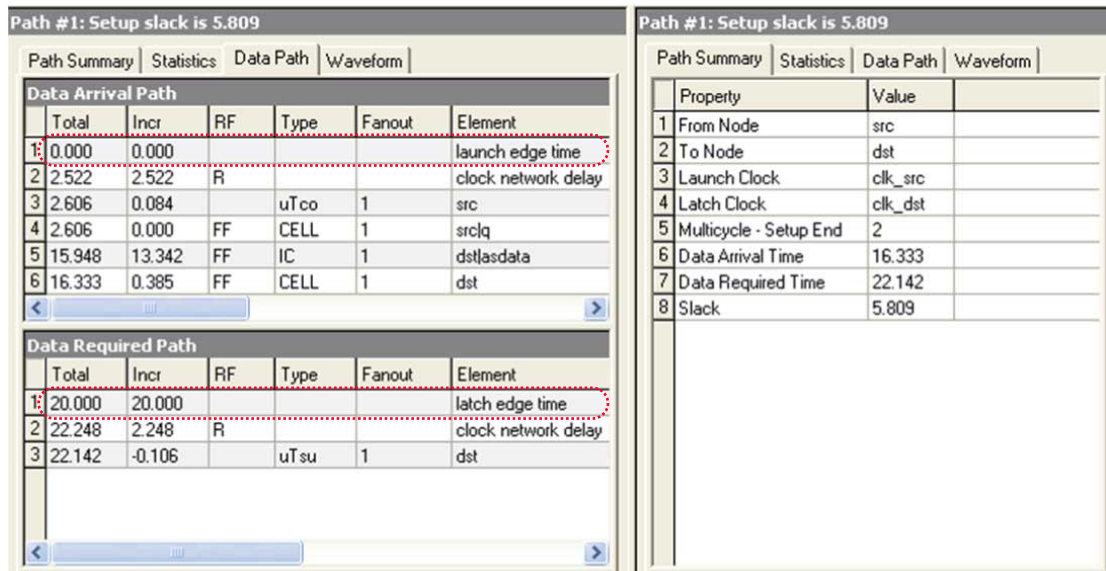 Path #1: Setup slack is 5.809
Path Summary Statistics Data Path Waveform
Data Arrival Path
Total Incr RF Type Fanout Element
1 0.000 0.000 launch edge time
2 2.522 2.522 R clock network delay
3 2.606 0.084 uTco 1 src
4 2.606 0.000 FF CELL 1 src|q
5 15.948 13.342 FF IC 1 dst|asdata
6 16.333 0.385 FF CELL 1 dst
Data Required Path
Total Incr RF Type Fanout Element
1 20.000 20.000 latch edge time
2 22.248 2.248 R clock network delay
3 22.142 -0.106 uTsu 1 dst
Path #1: Setup slack is 5.809
Path Summary Statistics Data Path Waveform
Property Value
1 From Node src
2 To Node dst
3 Launch Clock clk_src
4 Latch Clock clk_dst
5 Multicycle - Setup End 2
6 Data Arrival Time 16.333
7 Data Required Time 22.142
8 Slack 5.809